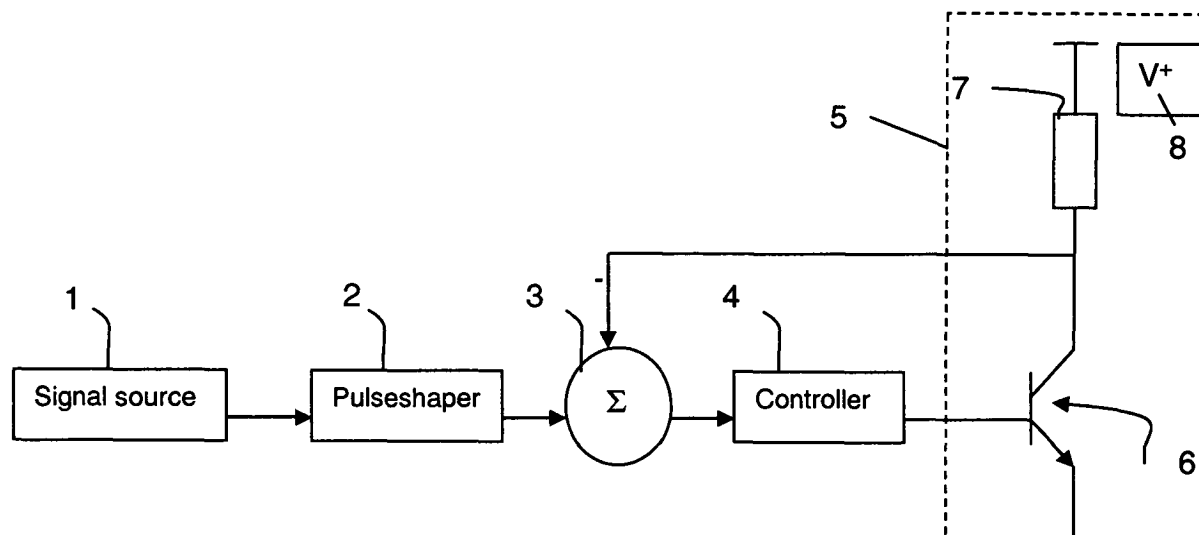 V+
7
8
5
1
2
3
4
-
Signal source
Pulseshaper
Σ
Controller
6